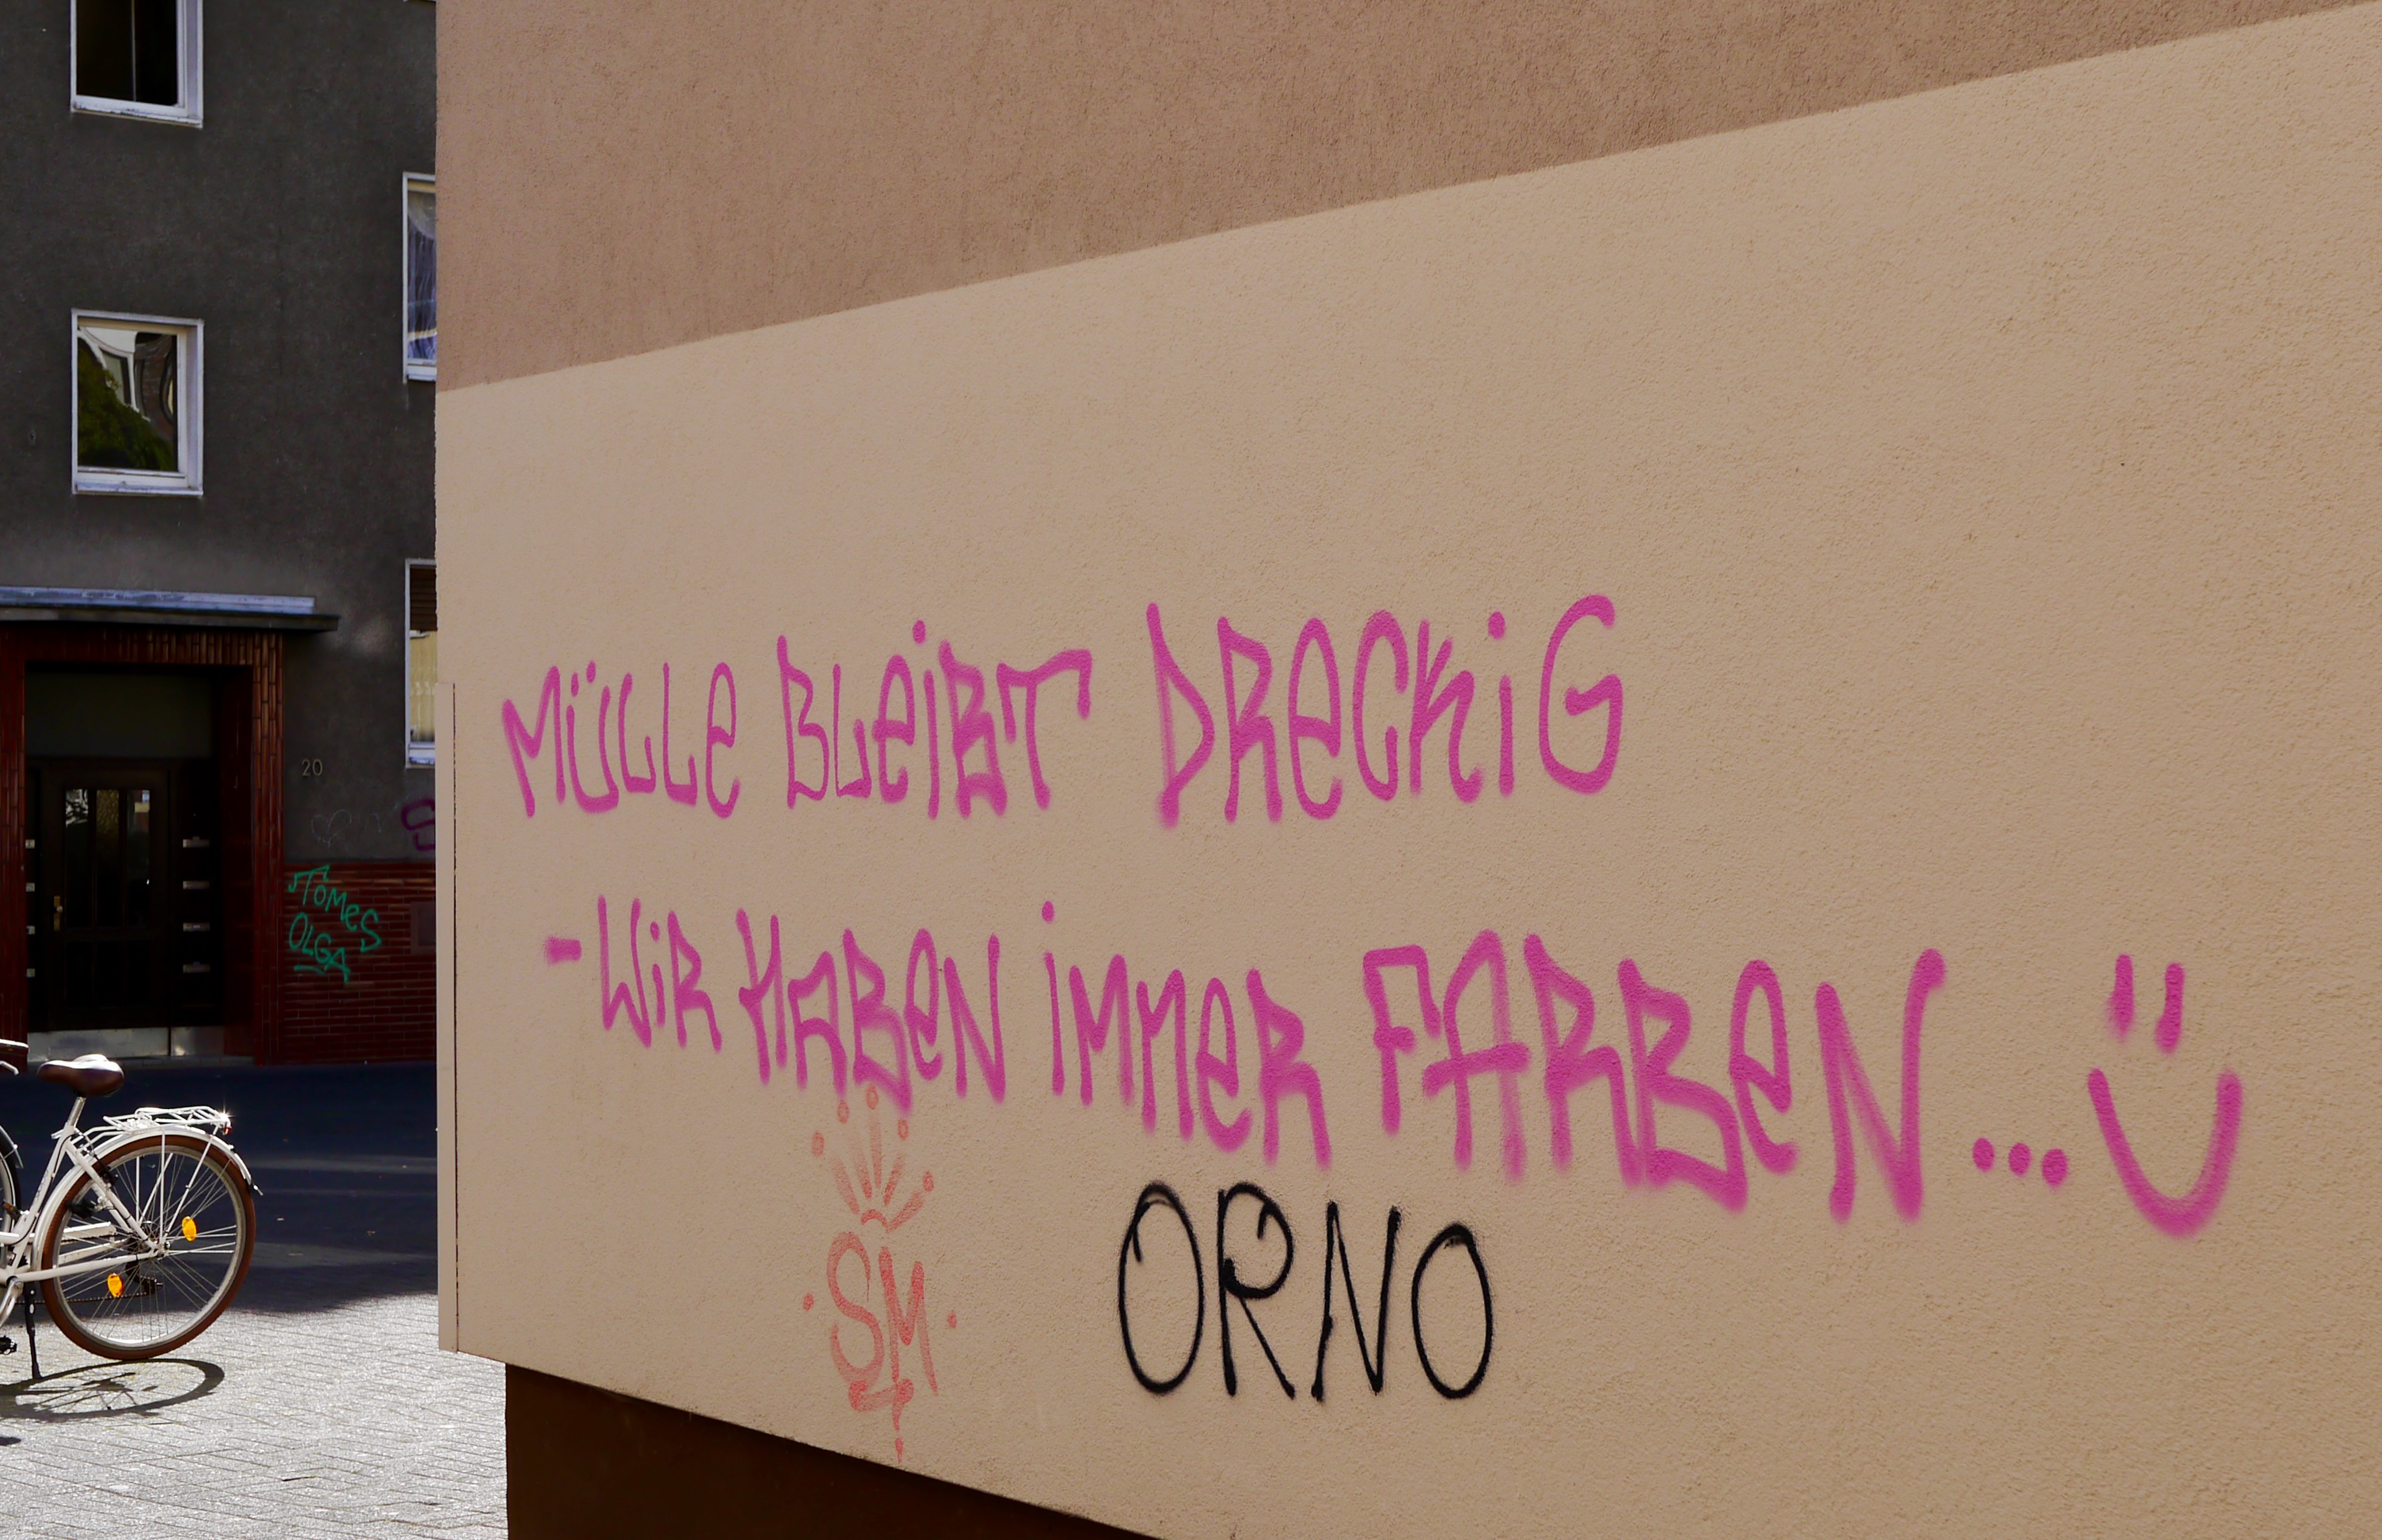 MÜLLE BLEIBT DRECKIG
-WIR HABEN IMMER FARBEN...
SM
ORNO
20
TOMES
OLGA